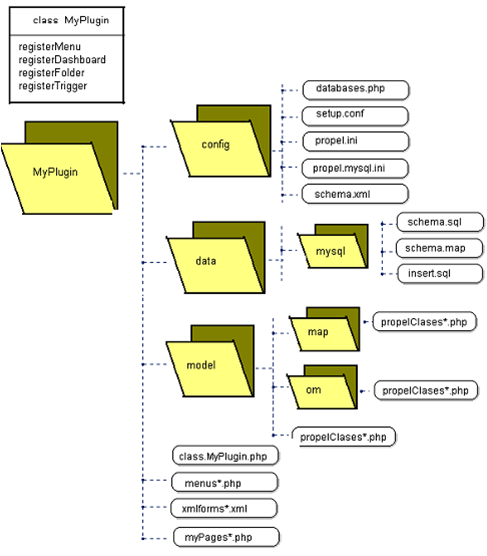 class MyPlugin
registerMenu
registerDashboard
registerFolder
registerTrigger
MyPlugin
config
databases.php
setup.conf
propel.ini
propel.mysql.ini
schema.xml
data
mysql
schema.sql
schema.map
insert.sql
model
map
propelClases*.php
om
propelClases*.php
propelClases*.php
class.MyPlugin.php
menus*.php
xmlforms*.xml
myPages*.php